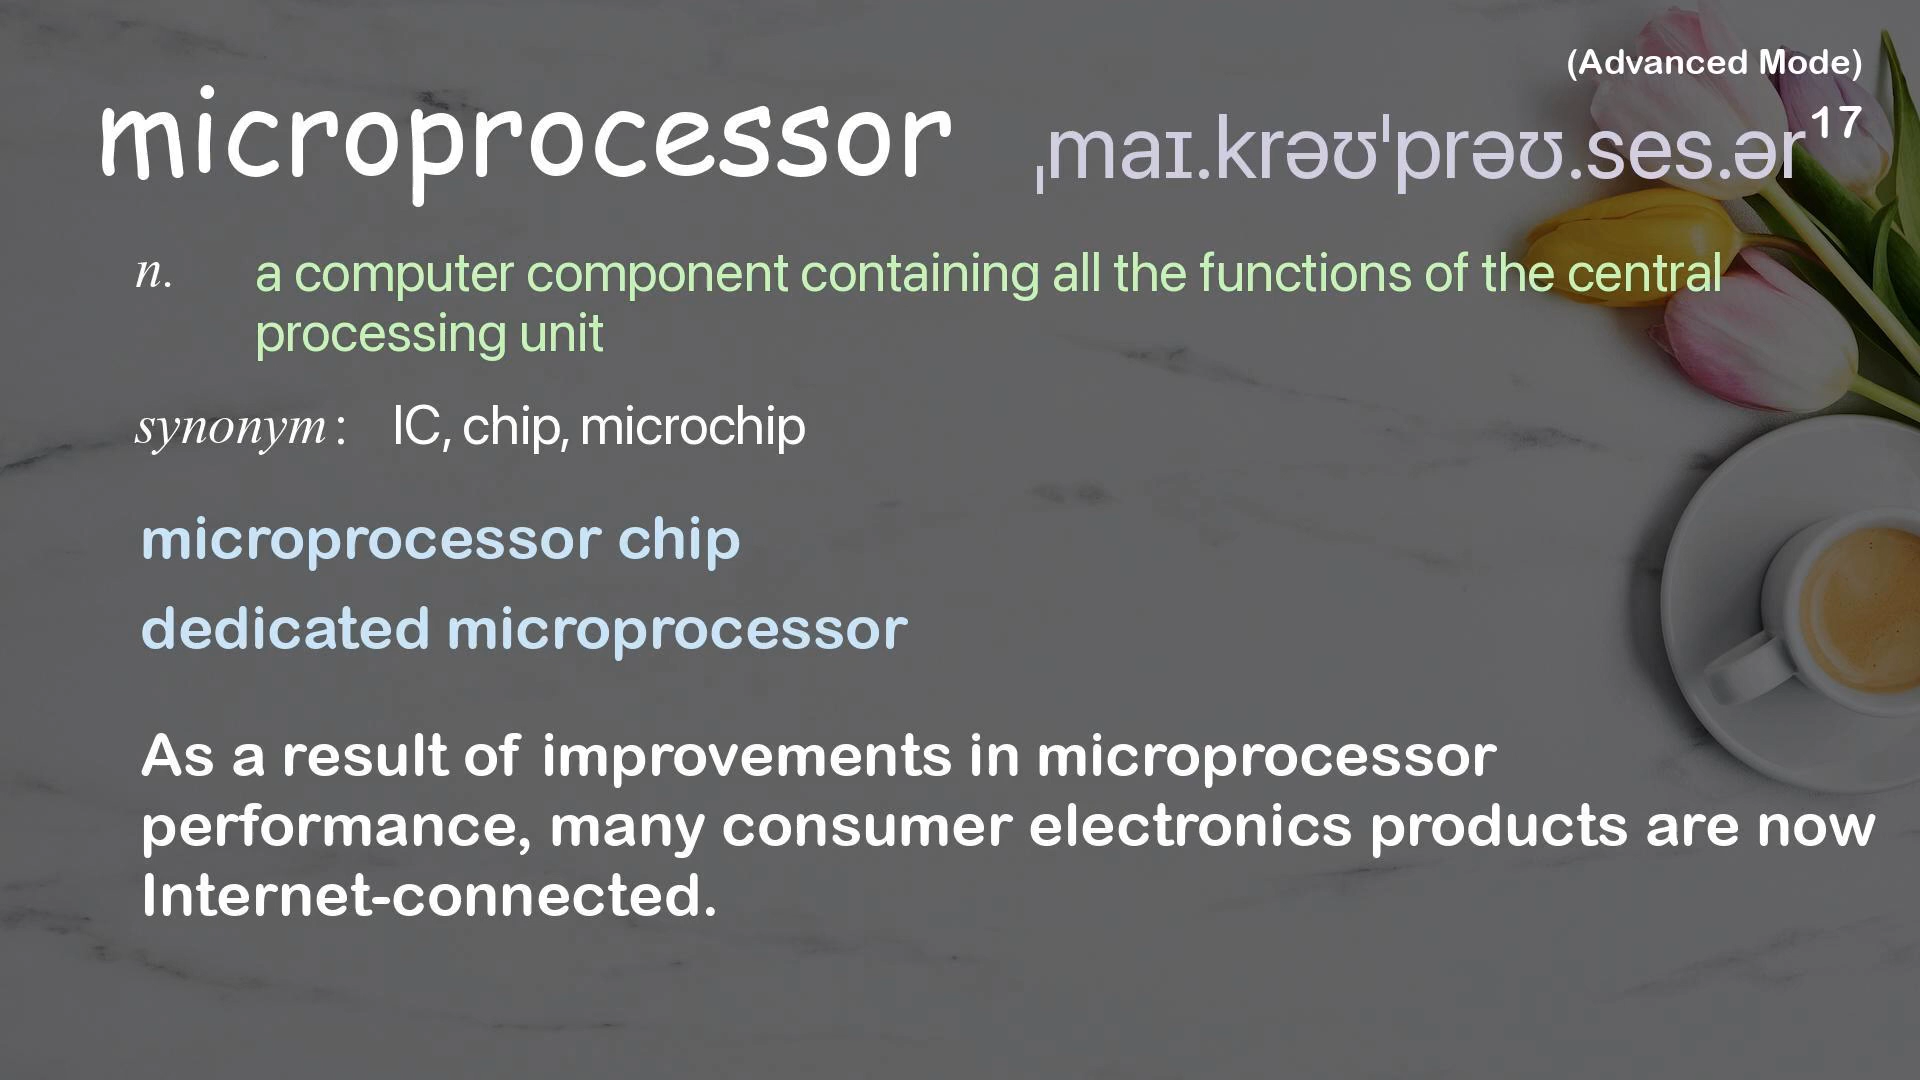 (Advanced Mode)
microprocessor ˌmaɪ.krəʊˈprəʊ.ses.ər 17
n. a computer component containing all the functions of the central
processing unit
synonym: IC, chip, microchip
microprocessor chip
dedicated microprocessor
As a result of improvements in microprocessor
performance, many consumer electronics products are now
Internet-connected.